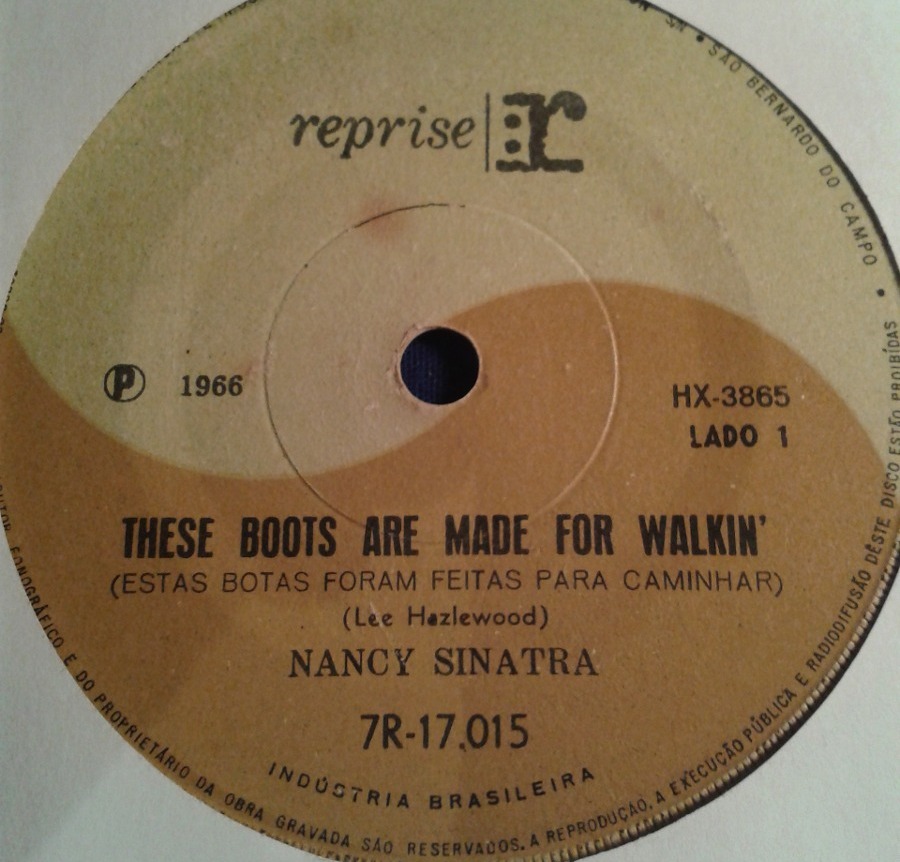 reprise r
℗ 1966
HX-3865
LADO 1
THESE BOOTS ARE MADE FOR WALKIN'
(ESTAS BOTAS FORAM FEITAS PARA CAMINHAR)
(Lee Hazlewood)
NANCY SINATRA
7R-17.015
INDÚSTRIA BRASILEIRA
• SÃO BERNARDO DO CAMPO •
FONOGRÁFICO E DO PROPRIETÁRIO DA OBRA GRAVADA SÃO RESERVADOS. A REPRODUÇÃO, A EXECUÇÃO PÚBLICA E RADIODIFUSÃO DÊSTE DISCO ESTÃO PROIBÍDAS